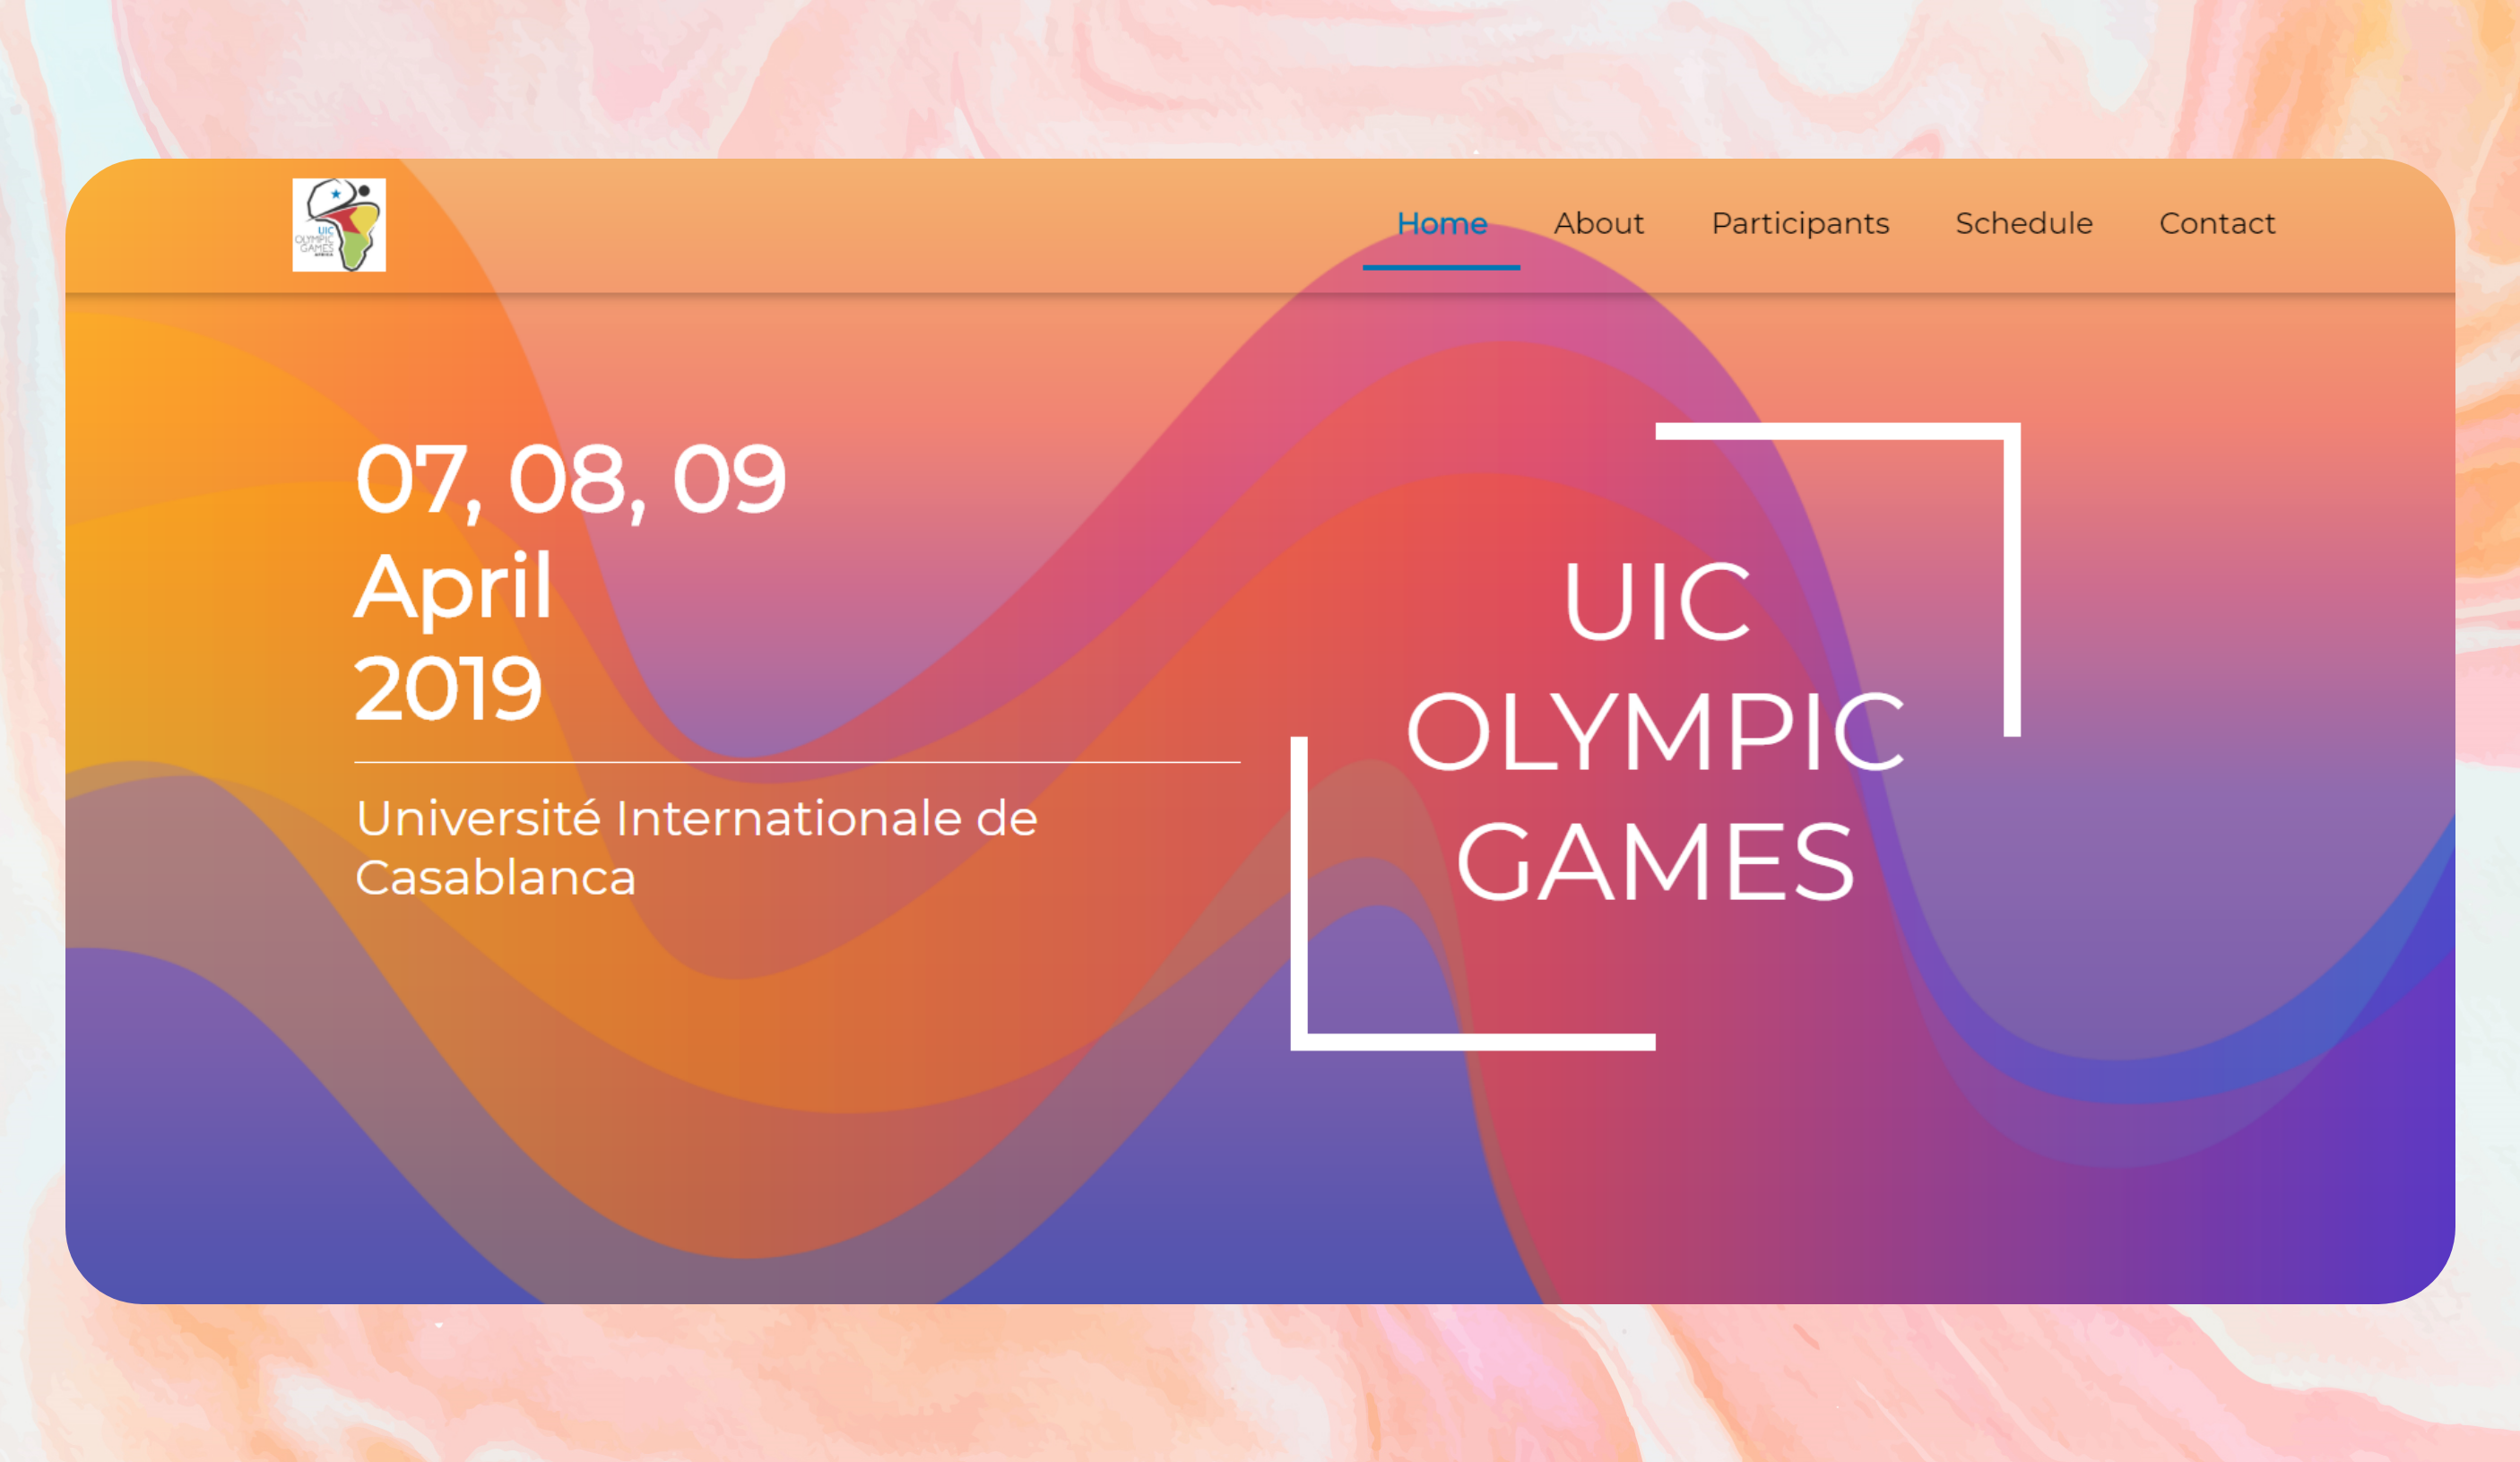 UIC
OLYMPIC
GAMES
AFRICA
Home
About
Participants
Schedule
Contact
07, 08, 09
April
2019
Université Internationale de
Casablanca
UIC
OLYMPIC
GAMES